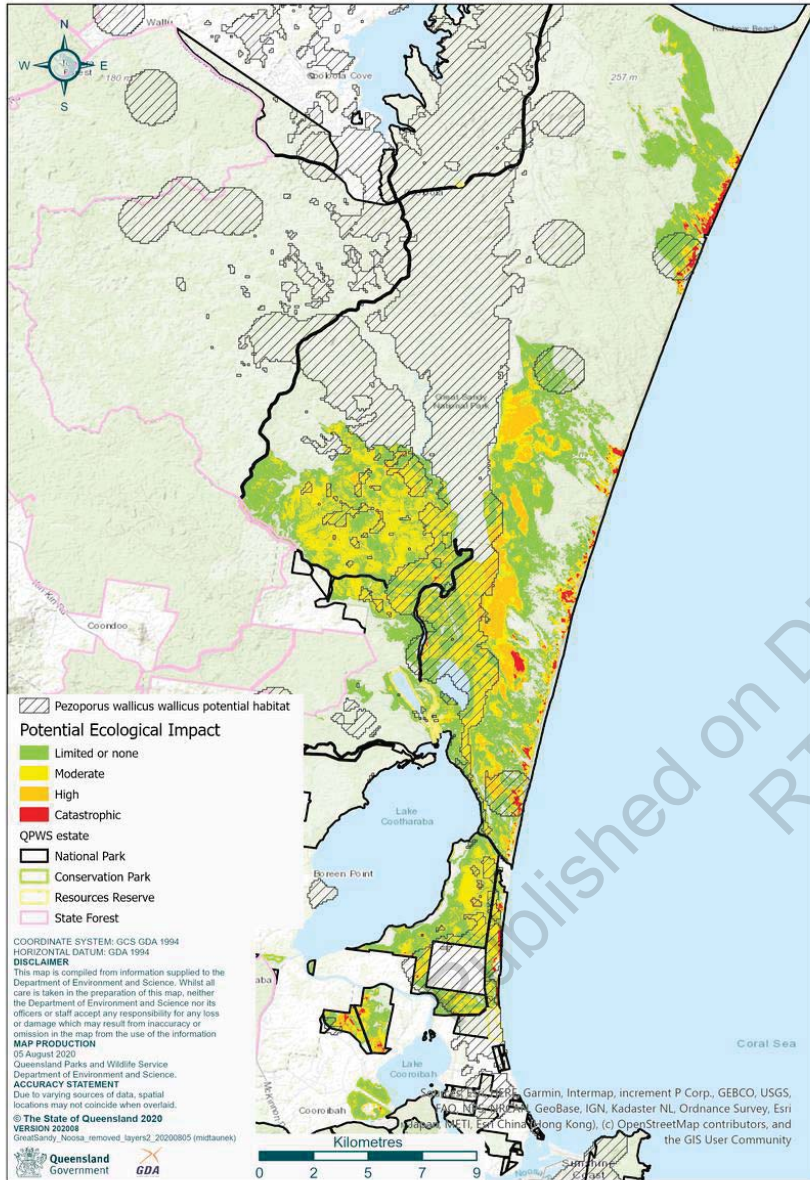 Rainbow Beach
N
W
E
S
Forest
180 m
Cooloola Cove
257 m
Great Sandy
National Park
Coondoo
Lake
Cootharaba
Boreen Point
Lake
Cooroibah
Cooroibah
Coral Sea
Sunshine
Coast
Pezoporus wallicus wallicus potential habitat
Potential Ecological Impact
Limited or none
Moderate
High
Catastrophic
QPWS estate
National Park
Conservation Park
Resources Reserve
State Forest
COORDINATE SYSTEM: GCS GDA 1994
HORIZONTAL DATUM: GDA 1994
DISCLAIMER
This map is compiled from information supplied to the
Department of Environment and Science. Whilst all
care is taken in the preparation of this map, neither
the Department of Environment and Science nor its
officers or staff accept any responsibility for any loss
or damage which may result from inaccuracy or
omission in the map from the use of the information
MAP PRODUCTION
05 August 2020
Queensland Parks and Wildlife Service
Department of Environment and Science.
ACCURACY STATEMENT
Due to varying sources of data, spatial
locations may not coincide when overlaid.
© The State of Queensland 2020
VERSION 202008
GreatSandy_Noosa_removed_layers2_20200805 (midtaunek)
Queensland
Government
GDA
Kilometres
0 2 4 7 9
Garmin, Intermap, increment P Corp., GEBCO, USGS,
FAO, GeoBase, IGN, Kadaster NL, Ordnance Survey, Esri
METI, Esri China (Hong Kong), (c) OpenStreetMap contributors, and
the GIS User Community
Published on